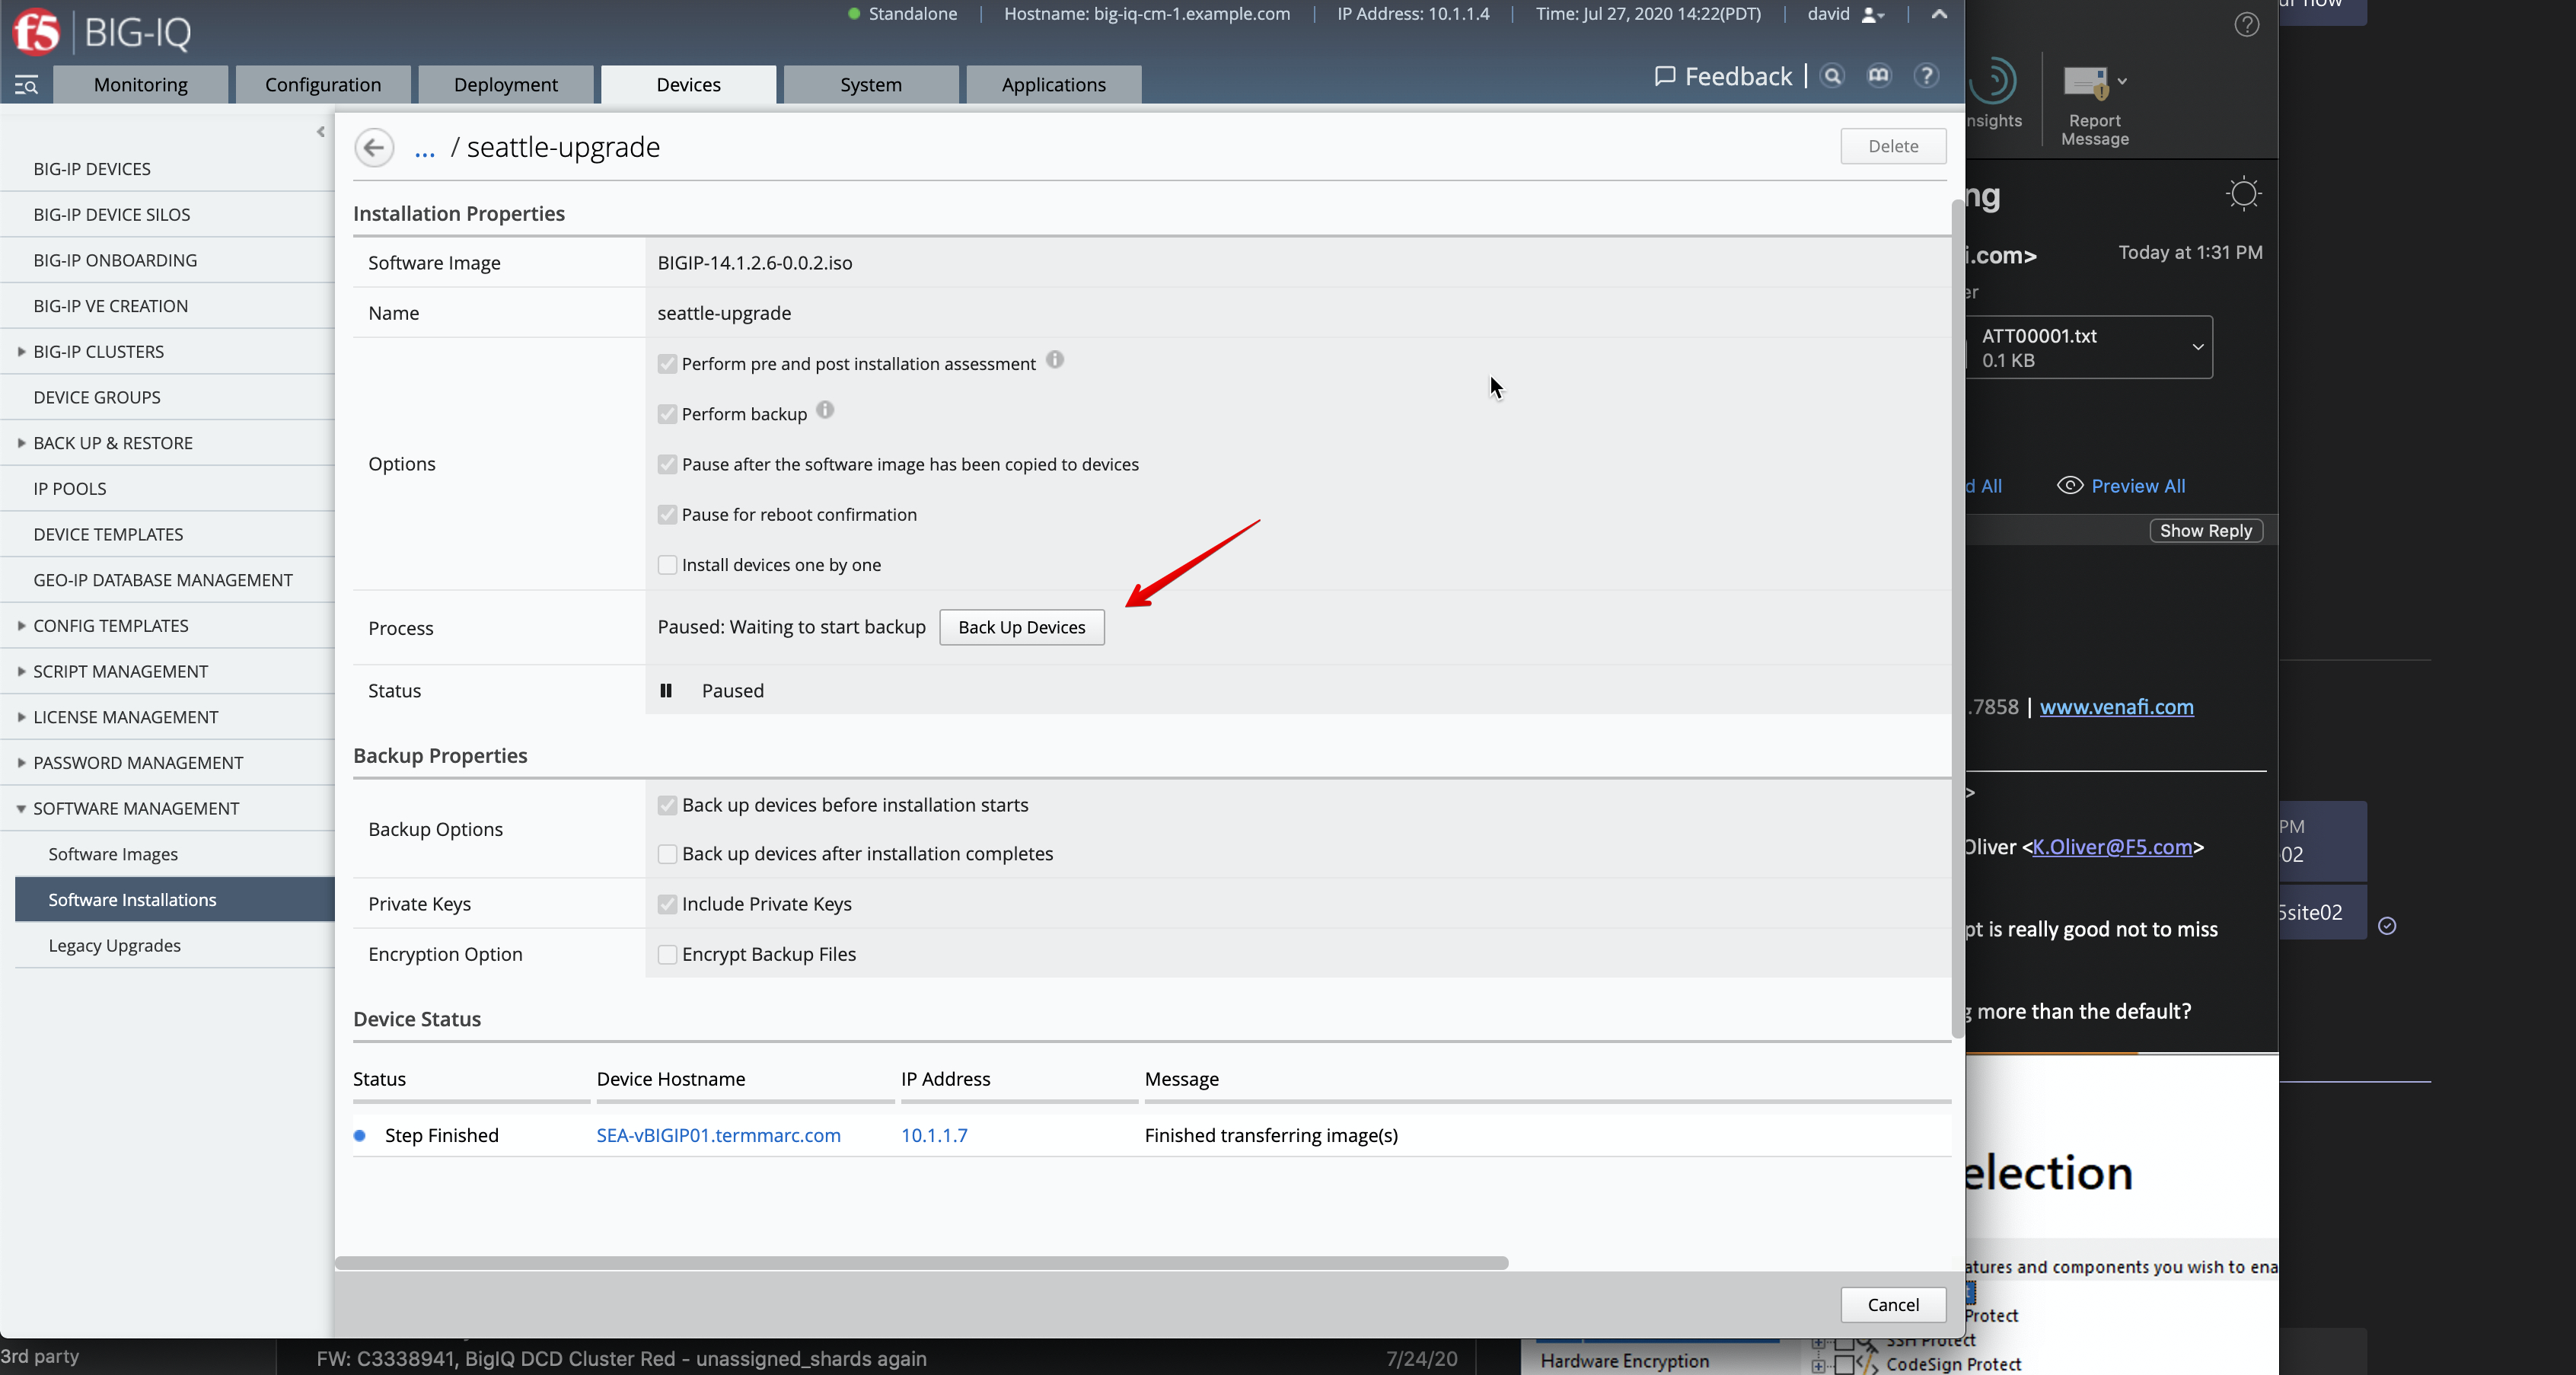 f5 BIG-IQ
Standalone | Hostname: big-iq-cm-1.example.com | IP Address: 10.1.1.4 | Time: Jul 27, 2020 14:22(PDT) | david
Monitoring Configuration Deployment Devices System Applications Feedback
BIG-IP DEVICES
BIG-IP DEVICE SILOS
BIG-IP ONBOARDING
BIG-IP VE CREATION
BIG-IP CLUSTERS
DEVICE GROUPS
BACK UP & RESTORE
IP POOLS
DEVICE TEMPLATES
GEO-IP DATABASE MANAGEMENT
CONFIG TEMPLATES
SCRIPT MANAGEMENT
LICENSE MANAGEMENT
PASSWORD MANAGEMENT
SOFTWARE MANAGEMENT
Software Images
Software Installations
Legacy Upgrades
... / seattle-upgrade Delete
Installation Properties
Software Image BIGIP-14.1.2.6-0.0.2.iso
Name seattle-upgrade
Options
Perform pre and post installation assessment
Perform backup
Pause after the software image has been copied to devices
Pause for reboot confirmation
Install devices one by one
Process Paused: Waiting to start backup Back Up Devices
Status Paused
Backup Properties
Backup Options
Back up devices before installation starts
Back up devices after installation completes
Private Keys Include Private Keys
Encryption Option Encrypt Backup Files
Device Status
Status Device Hostname IP Address Message
Step Finished SEA-vBIGIP01.termmarc.com 10.1.1.7 Finished transferring image(s)
Cancel
nsights
Report
Message
ng
i.com> Today at 1:31 PM
er
ATT00001.txt
0.1 KB
d All Preview All
Show Reply
.7858 | www.venafi.com
>
Oliver <K.Oliver@F5.com>
pt is really good not to miss
more than the default?
PM
02
5site02
election
atures and components you wish to ena
Protect
SSH Protect
CodeSign Protect
Hardware Encryption
3rd party
FW: C3338941, BigIQ DCD Cluster Red - unassigned_shards again 7/24/20